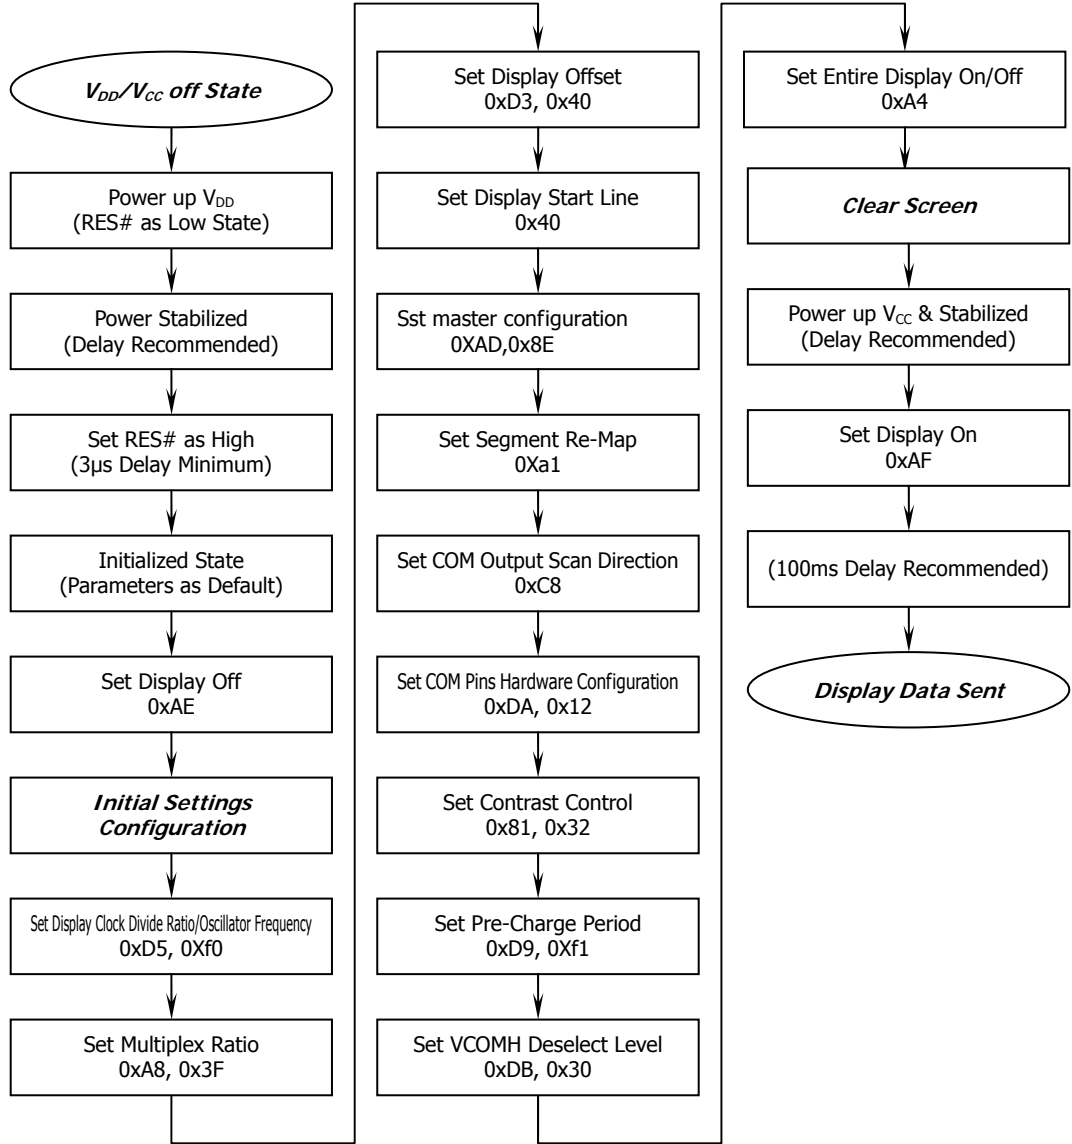 V_DD/V_CC off State
Power up V_DD
(RES# as Low State)
Power Stabilized
(Delay Recommended)
Set RES# as High
(3μs Delay Minimum)
Initialized State
(Parameters as Default)
Set Display Off
0xAE
Initial Settings
Configuration
Set Display Clock Divide Ratio/Oscillator Frequency
0xD5, 0Xf0
Set Multiplex Ratio
0xA8, 0x3F
Set Display Offset
0xD3, 0x40
Set Display Start Line
0x40
Sst master configuration
0XAD,0x8E
Set Segment Re-Map
0Xa1
Set COM Output Scan Direction
0xC8
Set COM Pins Hardware Configuration
0xDA, 0x12
Set Contrast Control
0x81, 0x32
Set Pre-Charge Period
0xD9, 0Xf1
Set VCOMH Deselect Level
0xDB, 0x30
Set Entire Display On/Off
0xA4
Clear Screen
Power up V_CC & Stabilized
(Delay Recommended)
Set Display On
0xAF
(100ms Delay Recommended)
Display Data Sent